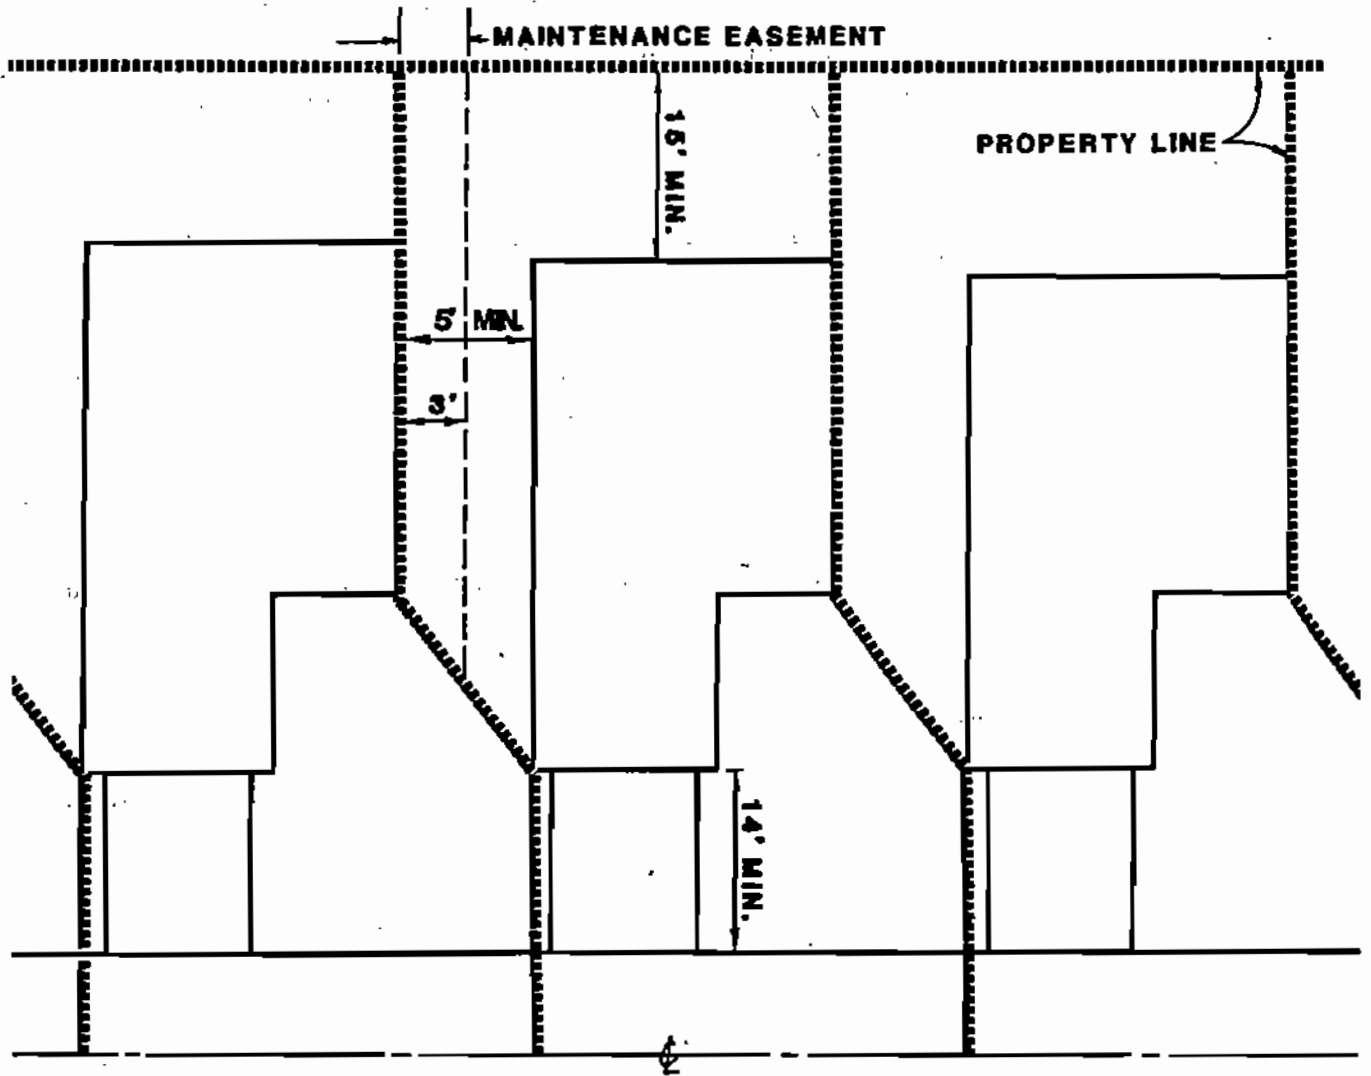 MAINTENANCE EASEMENT
15' MIN.
PROPERTY LINE
5' MIN.
3'
14' MIN.
℄